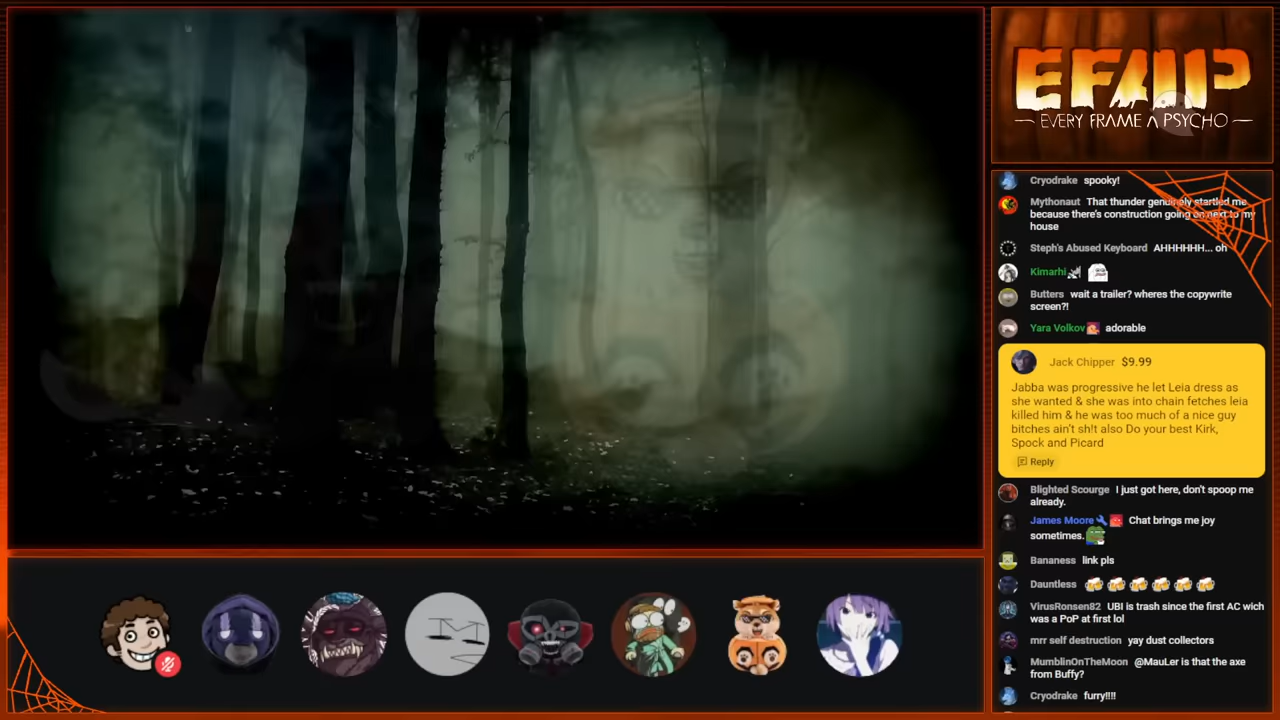 EFAP
EVERY FRAME A PSYCHO
Cryodrake spooky!
Mythonaut That thunder genuinely startled me
because there's construction going on next to my
house
Steph's Abused Keyboard AHHHHHH... oh
Kimarhi
Butters wait a trailer? wheres the copywrite
screen?!
Yara Volkov adorable
Jack Chipper $9.99
Jabba was progressive he let Leia dress as
she wanted & she was into chain fetches leia
killed him & he was too much of a nice guy
bitches ain't sh!t also Do your best Kirk,
Spock and Picard
Reply
Blighted Scourge I just got here, don't spoop me
already.
James Moore Chat brings me joy
sometimes.
Bananess link pls
Dauntless
VirusRonsen82 UBI is trash since the first AC wich
was a PoP at first lol
mrr self destruction yay dust collectors
MumblinOnTheMoon @MauLer is that the axe
from Buffy?
Cryodrake furry!!!!